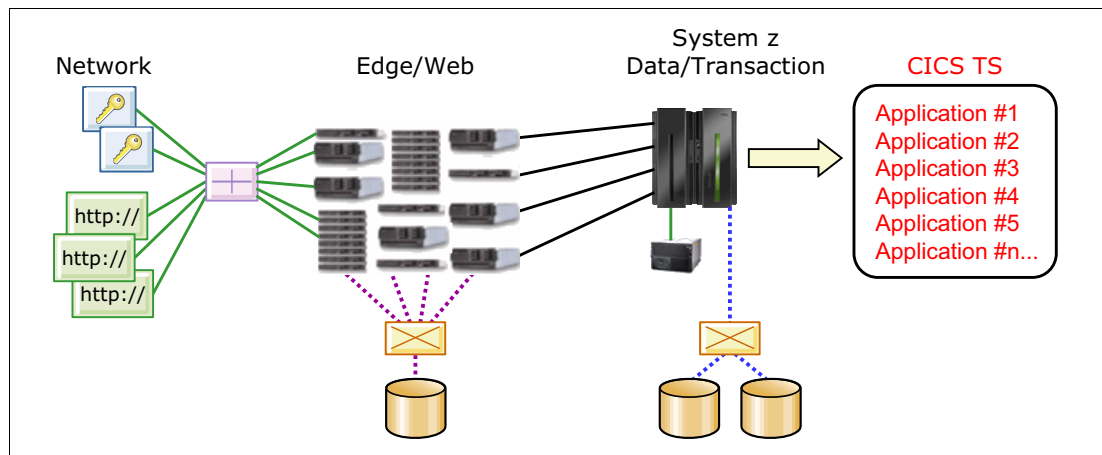 Network
Edge/Web
System z
Data/Transaction
CICS TS
Application #1
Application #2
Application #3
Application #4
Application #5
Application #n...
http://
http://
http://